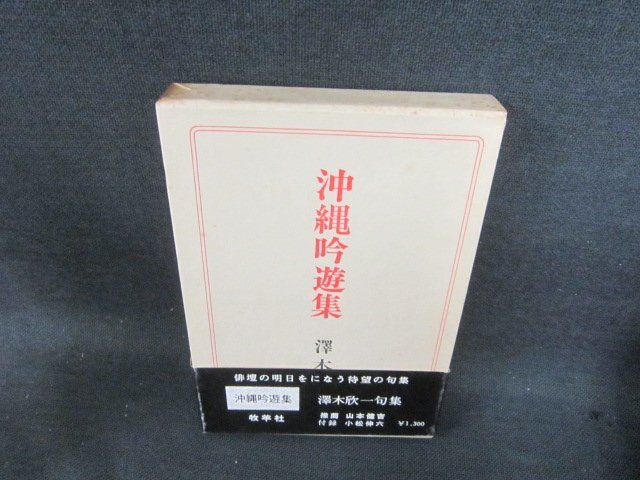 沖縄吟遊集
澤木
俳壇の明日をになう待望の句集
沖縄吟遊集
澤木欣一句集
牧羊社
推薦 山本健吉
付録 小松伸六
¥1,300